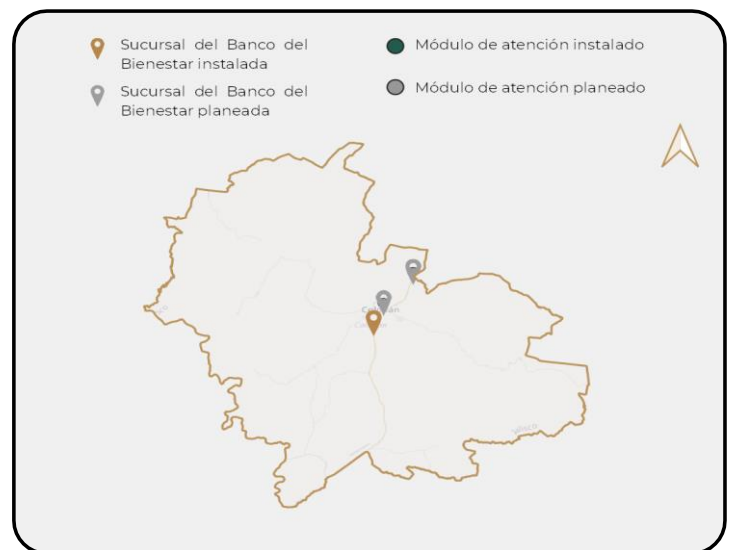 Sucursal del Banco del
Bienestar instalada
Sucursal del Banco del
Bienestar planeada
Módulo de atención instalado
Módulo de atención planeado